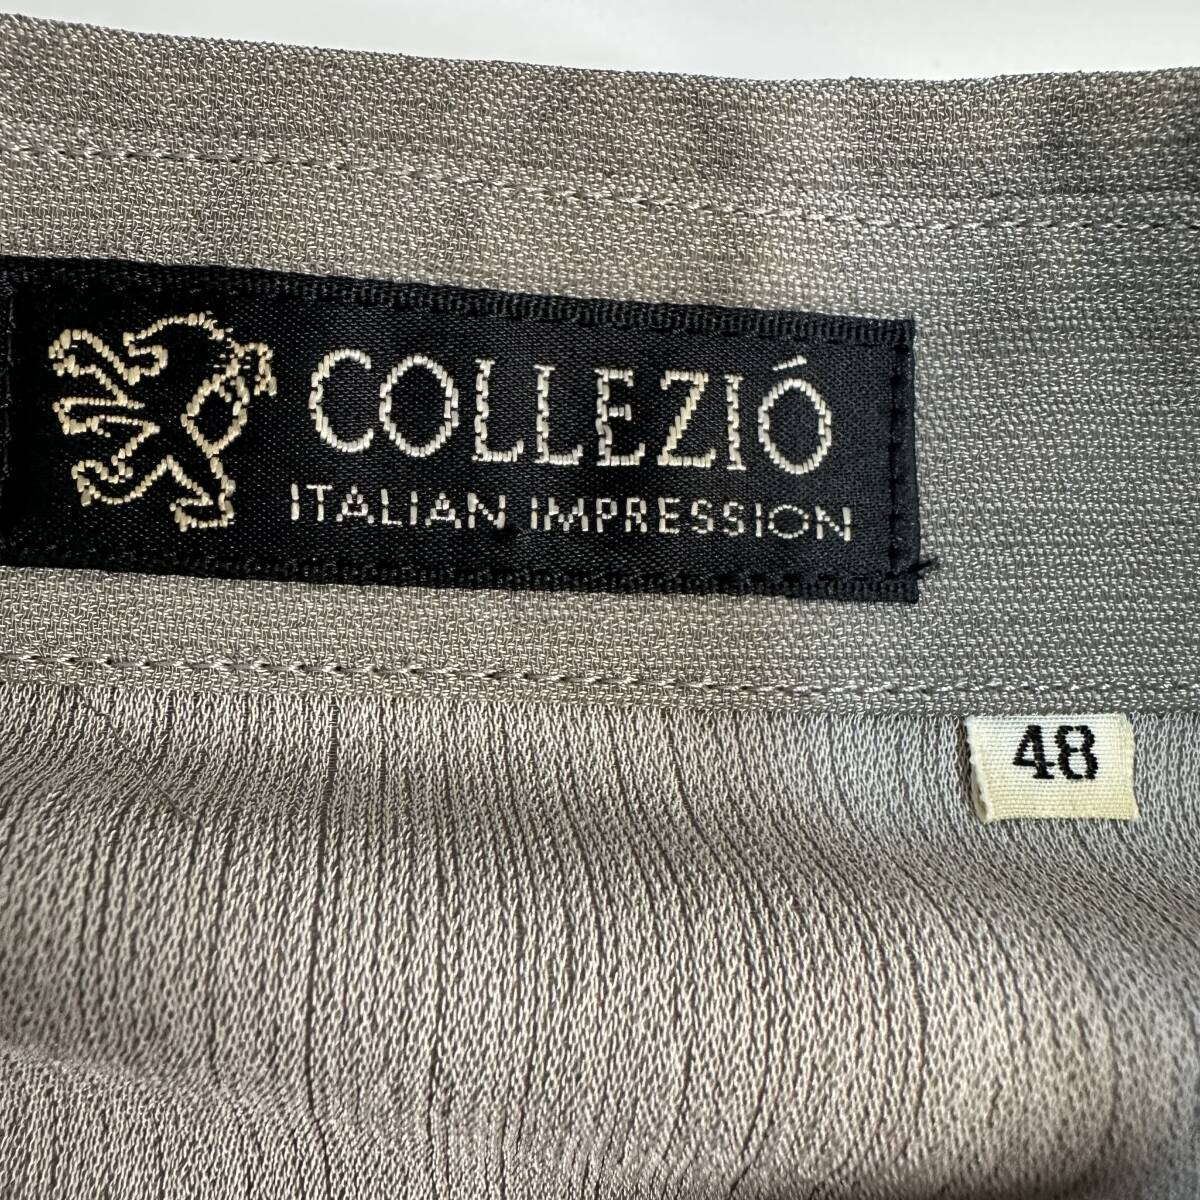 COLLEZIÓ
ITALIAN IMPRESSION
48